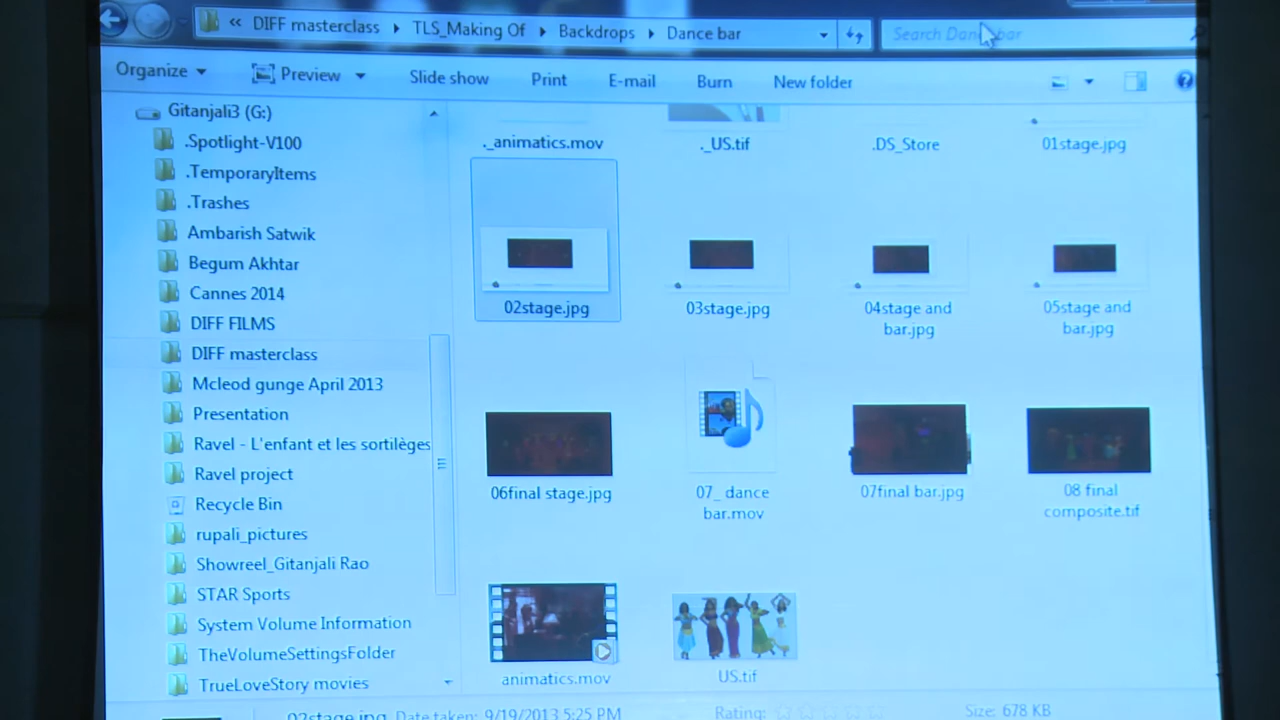 « DIFF masterclass TLS_Making Of Backdrops Dance bar
Search Dance bar
Organize Preview Slide show Print E-mail Burn New folder
Gitanjali3 (G:)
.Spotlight-V100
.TemporaryItems
.Trashes
Ambarish Satwik
Begum Akhtar
Cannes 2014
DIFF FILMS
DIFF masterclass
Mcleod gunge April 2013
Presentation
Ravel - L'enfant et les sortilèges
Ravel project
Recycle Bin
rupali_pictures
Showreel_Gitanjali Rao
STAR Sports
System Volume Information
TheVolumeSettingsFolder
TrueLoveStory movies
._animatics.mov
._US.tif
.DS_Store
01stage.jpg
02stage.jpg
03stage.jpg
04stage and
bar.jpg
05stage and
bar.jpg
06final stage.jpg
07_ dance
bar.mov
07final bar.jpg
08 final
composite.tif
animatics.mov
US.tif
02stage.jpg Date taken: 9/19/2013 5:25 PM Rating: Size: 678 KB